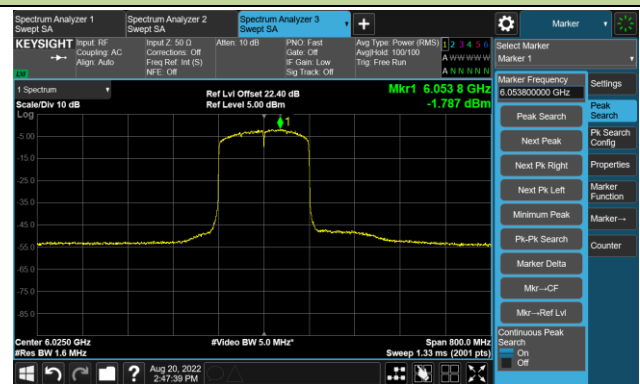 Spectrum Analyzer 1
Swept SA
Spectrum Analyzer 2
Swept SA
Spectrum Analyzer 3
Swept SA
Marker
KEYSIGHT
Input: RF
Coupling: AC
Align: Auto
Input Z: 50 Ω
Corrections: Off
Freq Ref: Int (S)
NFE: Off
Atten: 10 dB
PNO: Fast
Gate: Off
IF Gain: Low
Sig Track: Off
Avg Type: Power (RMS)
Avg|Hold: 100/100
Trig: Free Run
1 2 3 4 5 6
A W W W W W
A N N N N N
LXI
Select Marker
Marker 1
1 Spectrum
Scale/Div 10 dB
Log
Ref Lvl Offset 22.40 dB
Ref Level 5.00 dBm
Mkr1 6.053 8 GHz
-1.787 dBm
1
-5.00
-15.0
-25.0
-35.0
-45.0
-55.0
-65.0
-75.0
-85.0
Center 6.0250 GHz
#Res BW 1.6 MHz
#Video BW 5.0 MHz*
Span 800.0 MHz
Sweep 1.33 ms (2001 pts)
Marker Frequency
6.053800000 GHz
Peak Search
Next Peak
Next Pk Right
Next Pk Left
Minimum Peak
Pk-Pk Search
Marker Delta
Mkr→CF
Mkr→Ref Lvl
Continuous Peak
Search
On
Off
Settings
Peak
Search
Pk Search
Config
Properties
Marker
Function
Marker→
Counter
Aug 20, 2022
2:47:39 PM